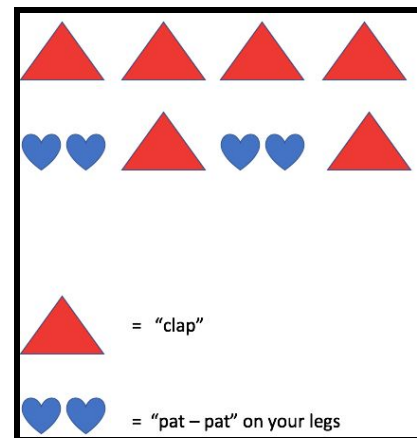 = “clap”
= “pat – pat” on your legs